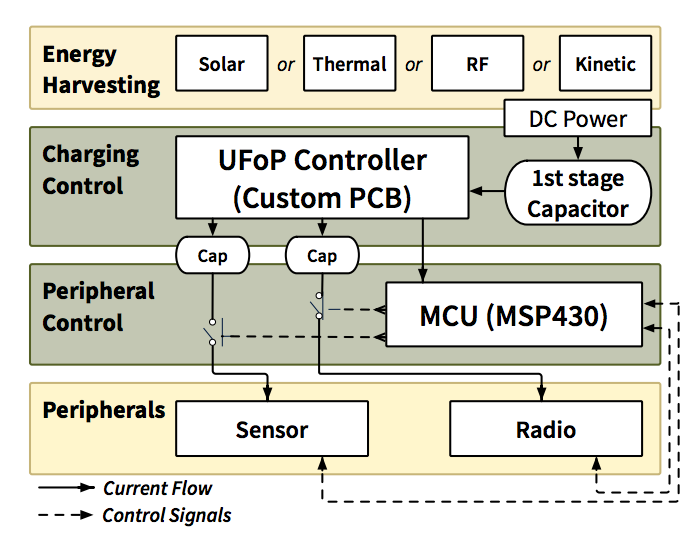 Energy
Harvesting
Solar
or
Thermal
or
RF
or
Kinetic
DC Power
Charging
Control
UFoP Controller
(Custom PCB)
1st stage
Capacitor
Cap
Cap
Peripheral
Control
MCU (MSP430)
Peripherals
Sensor
Radio
Current Flow
Control Signals